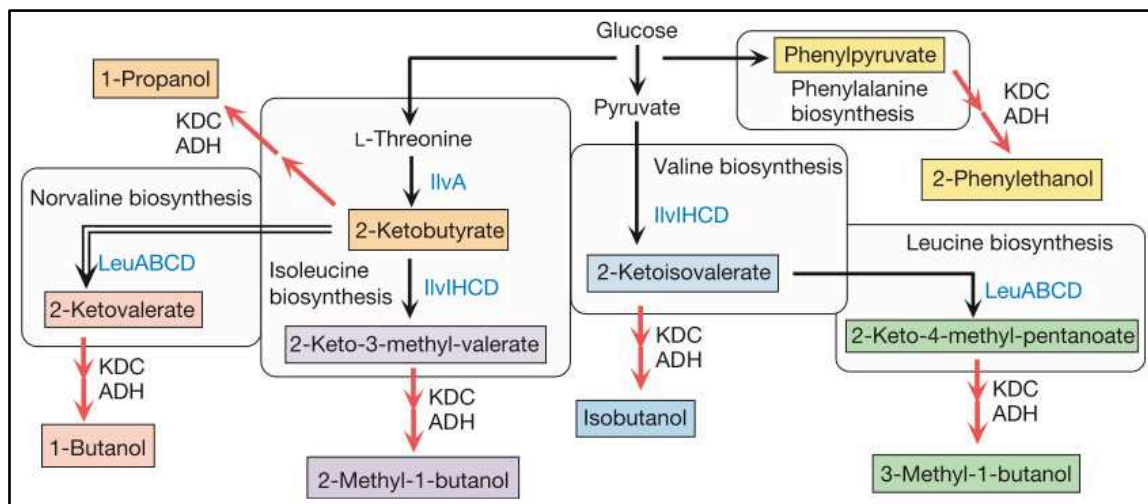 Glucose
1-Propanol
Phenylpyruvate
Phenylalanine
biosynthesis
KDC
ADH
KDC
ADH
Pyruvate
L-Threonine
2-Phenylethanol
Norvaline biosynthesis
IlvA
Valine biosynthesis
IlvIHCD
2-Ketobutyrate
Leucine biosynthesis
LeuABCD
Isoleucine
biosynthesis
IlvIHCD
2-Ketoisovalerate
LeuABCD
2-Ketovalerate
2-Keto-3-methyl-valerate
2-Keto-4-methyl-pentanoate
KDC
ADH
KDC
ADH
KDC
ADH
KDC
ADH
1-Butanol
Isobutanol
2-Methyl-1-butanol
3-Methyl-1-butanol